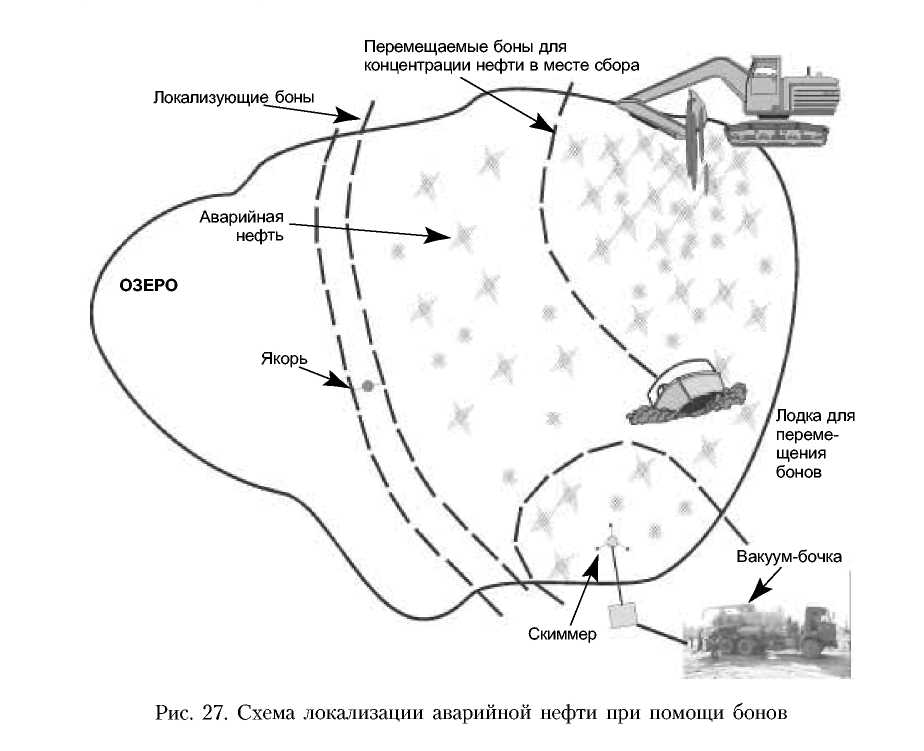 Перемещаемые боны для
концентрации нефти в месте сбора
Локализующие боны
Аварийная
нефть
ОЗЕРО
Якорь
Лодка для
переме-
щения
бонов
Вакуум-бочка
Скиммер
Рис. 27. Схема локализации аварийной нефти при помощи бонов